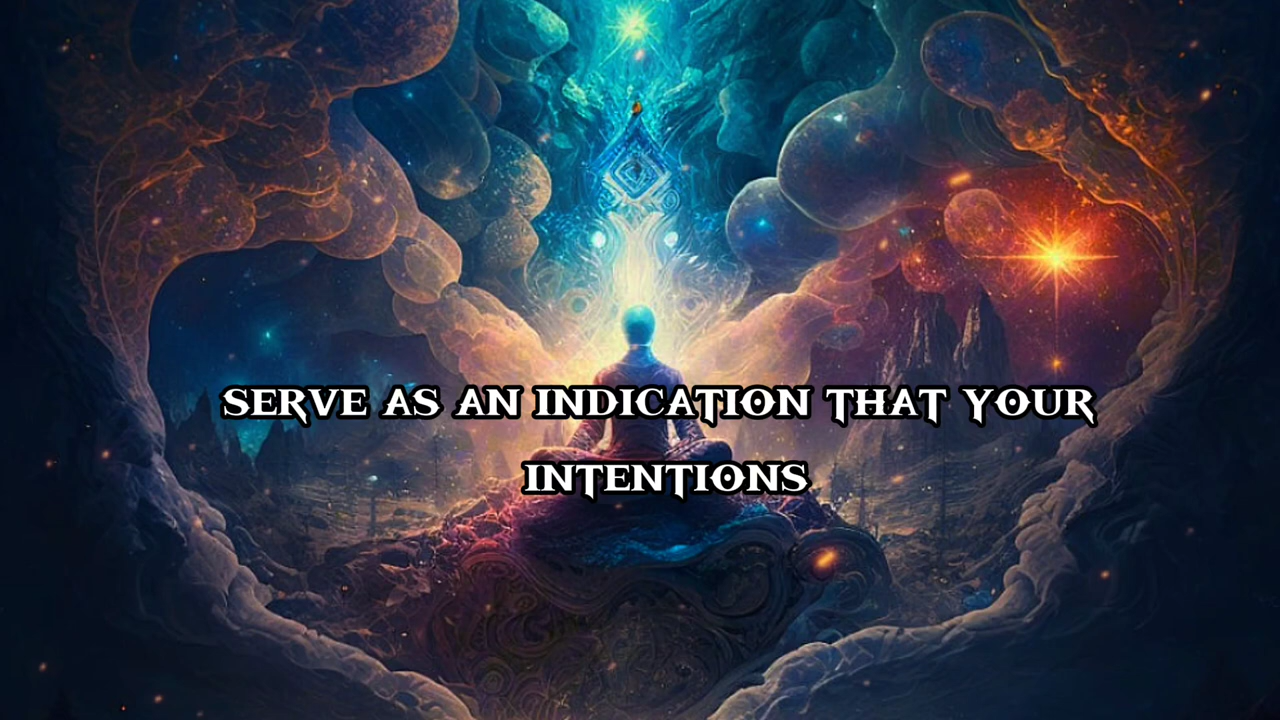 SERVE AS AN INDICATION THAT YOUR
INTENTIONS